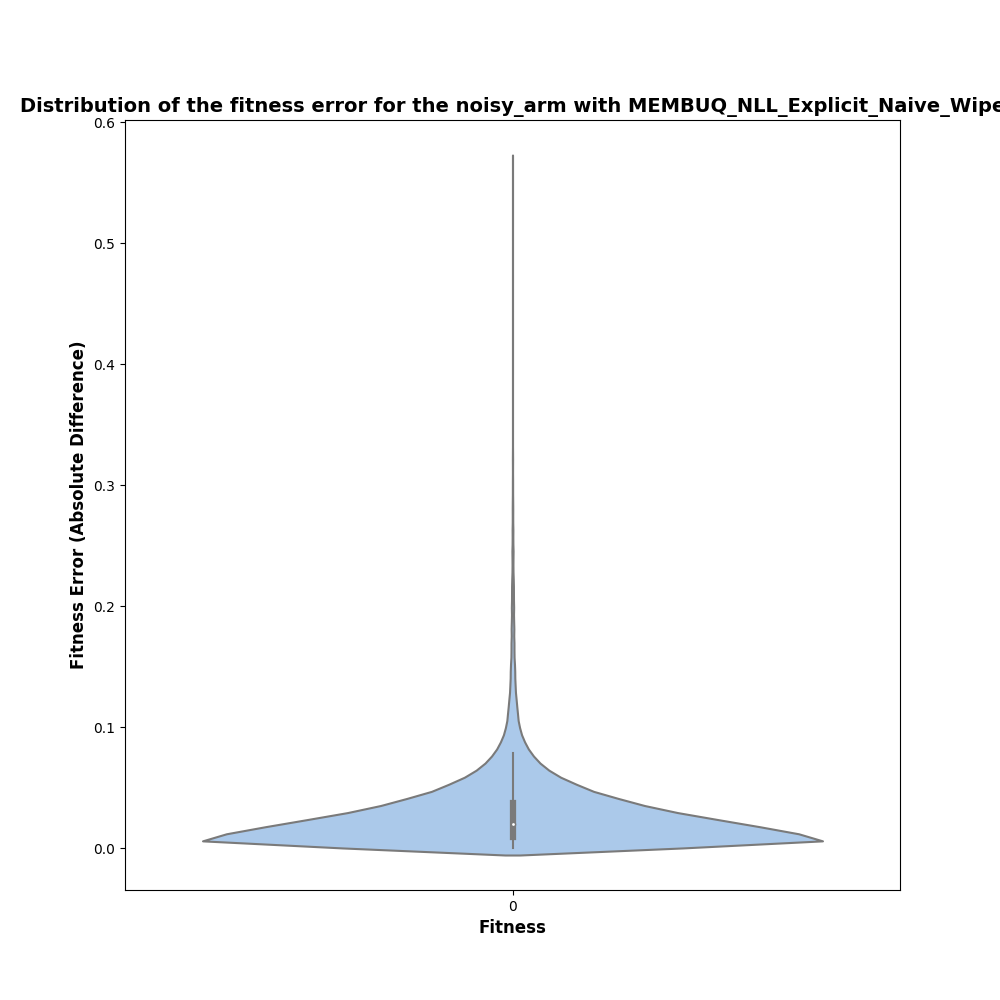 Distribution of the fitness error for the noisy_arm with MEMBUQ_NLL_Explicit_Naive_Wipe
0.6
0.5
0.4
0.3
0.2
0.1
0.0
Fitness Error (Absolute Difference)
0
Fitness